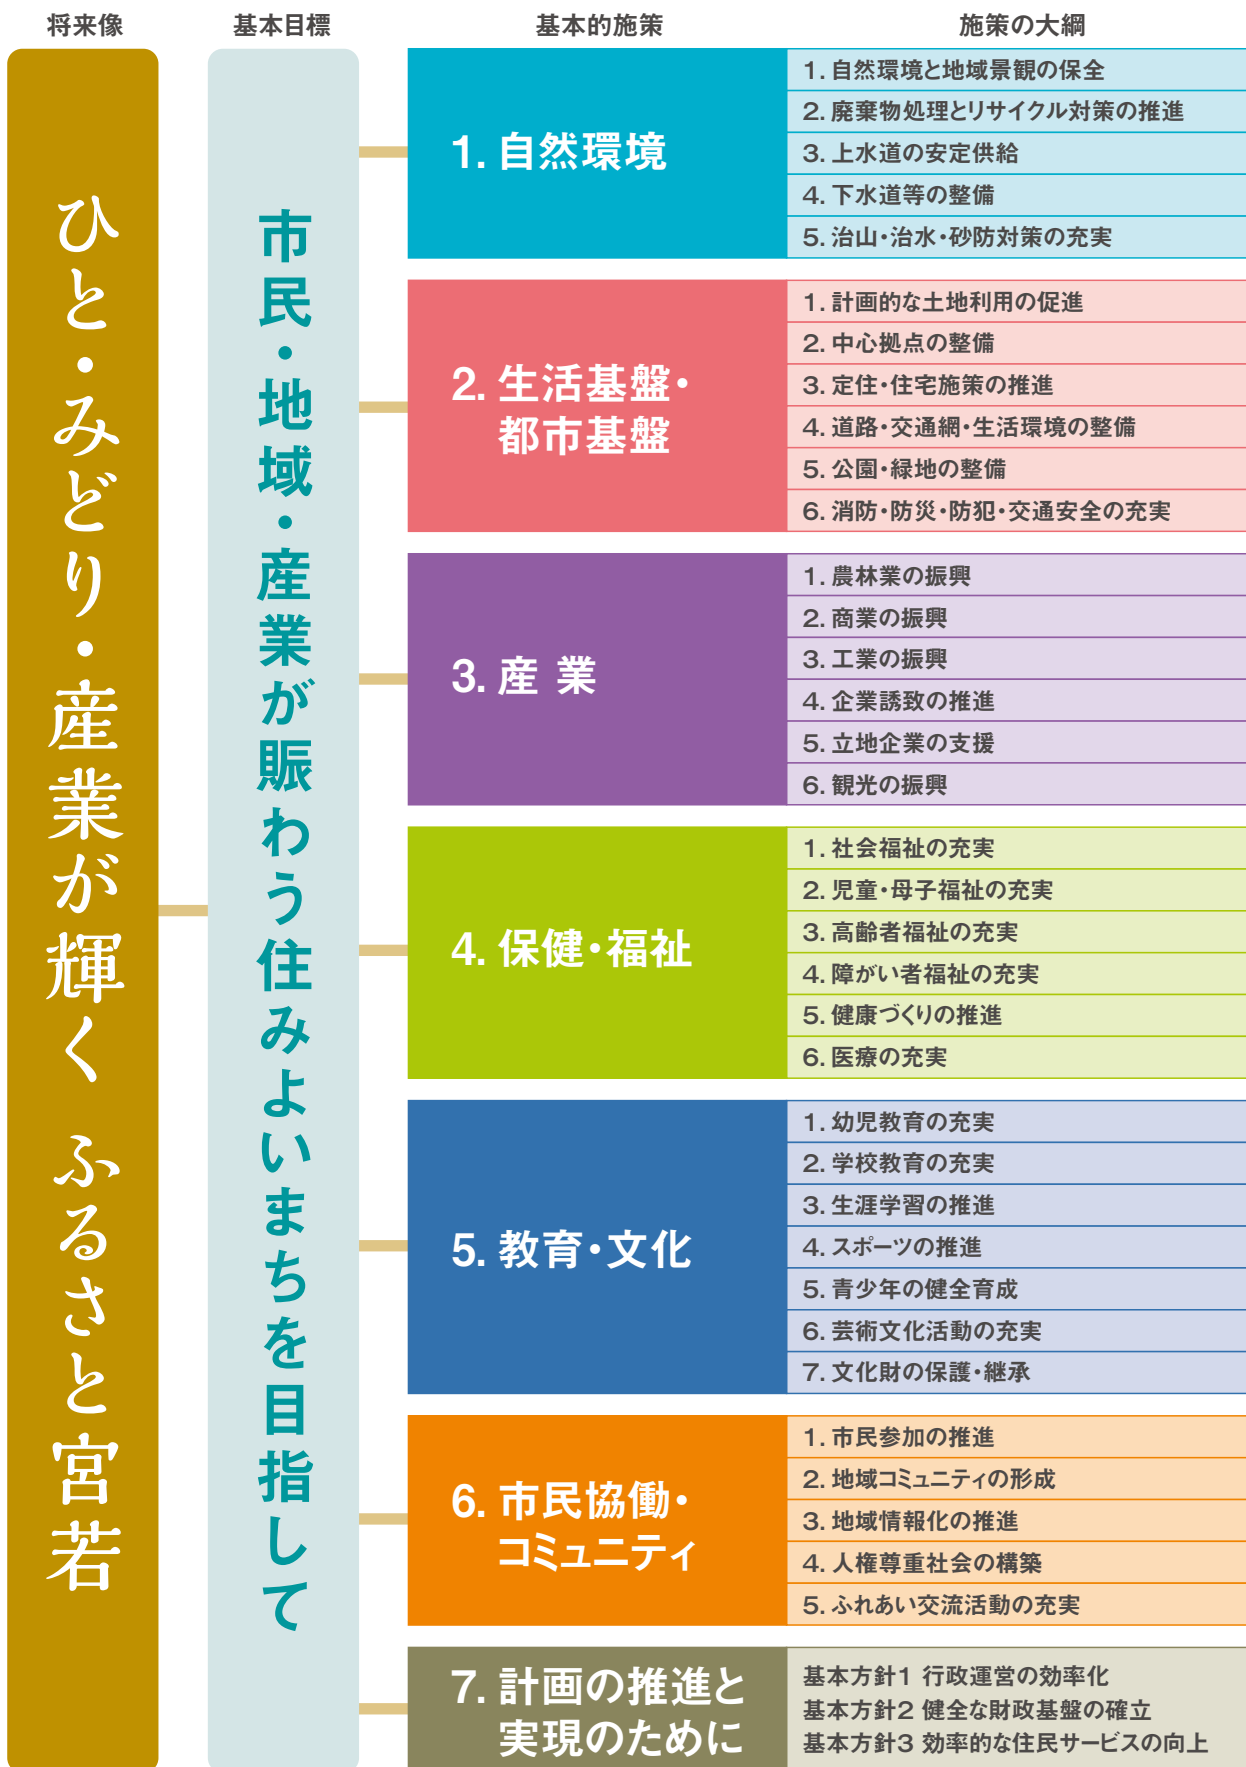 将来像
基本目標
基本的施策
施策の大綱
ひと・みどり・産業が輝く ふるさと宮若
市民・地域・産業が賑わう住みよいまちを目指して
1. 自然環境
1. 自然環境と地域景観の保全
2. 廃棄物処理とリサイクル対策の推進
3. 上水道の安定供給
4. 下水道等の整備
5. 治山・治水・砂防対策の充実
2. 生活基盤・
都市基盤
1. 計画的な土地利用の促進
2. 中心拠点の整備
3. 定住・住宅施策の推進
4. 道路・交通網・生活環境の整備
5. 公園・緑地の整備
6. 消防・防災・防犯・交通安全の充実
3. 産 業
1. 農林業の振興
2. 商業の振興
3. 工業の振興
4. 企業誘致の推進
5. 立地企業の支援
6. 観光の振興
4. 保健・福祉
1. 社会福祉の充実
2. 児童・母子福祉の充実
3. 高齢者福祉の充実
4. 障がい者福祉の充実
5. 健康づくりの推進
6. 医療の充実
5. 教育・文化
1. 幼児教育の充実
2. 学校教育の充実
3. 生涯学習の推進
4. スポーツの推進
5. 青少年の健全育成
6. 芸術文化活動の充実
7. 文化財の保護・継承
6. 市民協働・
コミュニティ
1. 市民参加の推進
2. 地域コミュニティの形成
3. 地域情報化の推進
4. 人権尊重社会の構築
5. ふれあい交流活動の充実
7. 計画の推進と
実現のために
基本方針1 行政運営の効率化
基本方針2 健全な財政基盤の確立
基本方針3 効率的な住民サービスの向上